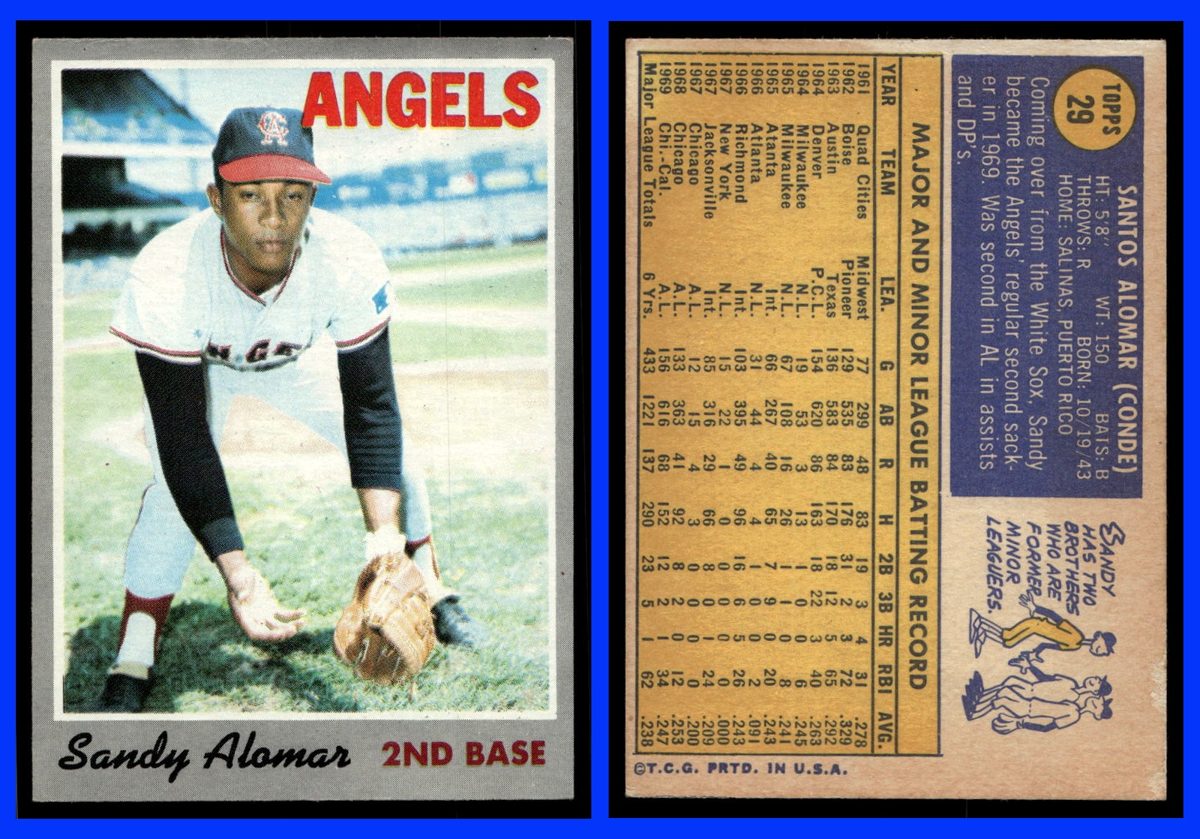 ANGELS
CA
ANGE
Sandy Alomar 2ND BASE
TOPPS
29
SANTOS ALOMAR (CONDE)
HT: 5'8" WT: 150 BATS: B
THROWS: R BORN: 10/19/43
HOME: SALINAS, PUERTO RICO
Coming over from the White Sox, Sandy
became the Angels' regular second sack-
er in 1969. Was second in AL in assists
and DP's.
SANDY
HAS TWO
BROTHERS
WHO ARE
FORMER
MINOR
LEAGUERS.
MAJOR AND MINOR LEAGUE BATTING RECORD
YEAR TEAM LEA. G AB R H 2B 3B HR RBI AVG.
1961 Quad Cities Midwest 77 299 48 83 19 3 4 31 .278
1962 Boise Pioneer 129 535 83 176 31 2 3 72 .329
1963 Austin Texas 136 583 84 170 18 12 5 65 .292
1964 Denver P.C.L. 154 620 86 163 18 22 3 40 .263
1964 Milwaukee N.L. 19 53 3 13 1 0 0 6 .245
1965 Milwaukee N.L. 67 108 16 26 1 1 0 8 .241
1965 Atlanta Int. 66 267 40 65 7 9 2 20 .243
1966 Atlanta N.L. 31 44 4 4 1 0 0 2 .091
1966 Richmond Int. 103 395 49 96 16 6 5 26 .243
1967 New York N.L. 15 22 1 0 0 0 0 0 .000
1967 Jacksonville Int. 85 316 29 66 8 0 1 24 .209
1967 Chicago A.L. 12 15 4 3 0 0 0 0 .200
1968 Chicago A.L. 133 363 41 92 8 2 0 12 .253
1969 Chi.-Cal. A.L. 156 616 68 152 12 2 1 34 .247
Major League Totals 6 Yrs. 433 1221 137 290 23 5 1 62 .238
©T.C.G. PRTD. IN U.S.A.